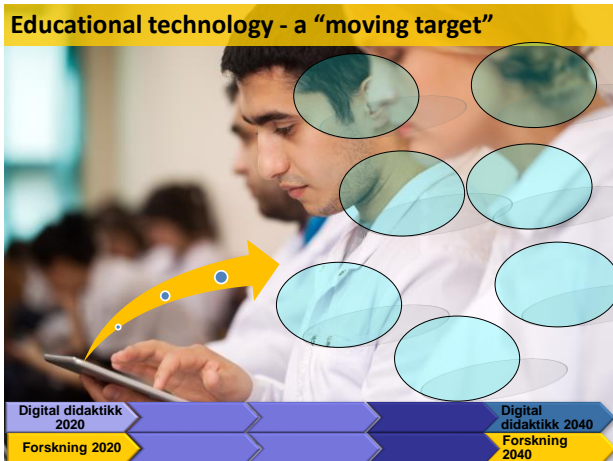 Educational technology - a “moving target”
Digital didaktikk
2020
Digital
didaktikk 2040
Forskning 2020
Forskning
2040